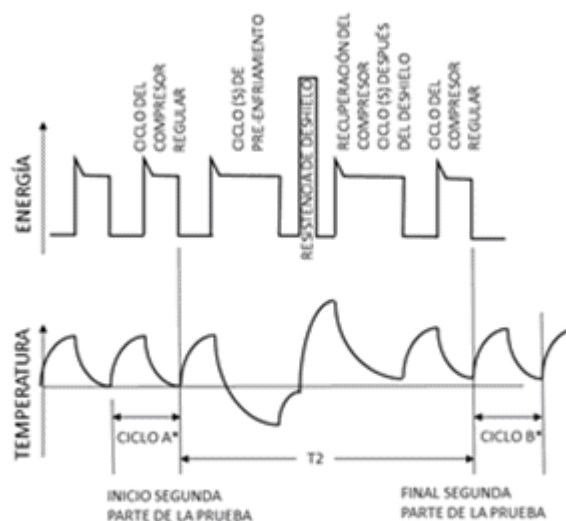 CICLO DEL
COMPRESOR
REGULAR
CICLO (S) DE
PRE-ENFRIAMIENTO
RESISTENCIA DE DESHIELO
RECUPERACIÓN DEL
COMPRESOR
CICLO (S) DESPUÉS
DEL DESHIELO
CICLO DEL
COMPRESOR
REGULAR
ENERGÍA
TEMPERATURA
CICLO A*
T2
CICLO B*
INICIO SEGUNDA
PARTE DE LA PRUEBA
FINAL SEGUNDA
PARTE DE LA PRUEBA